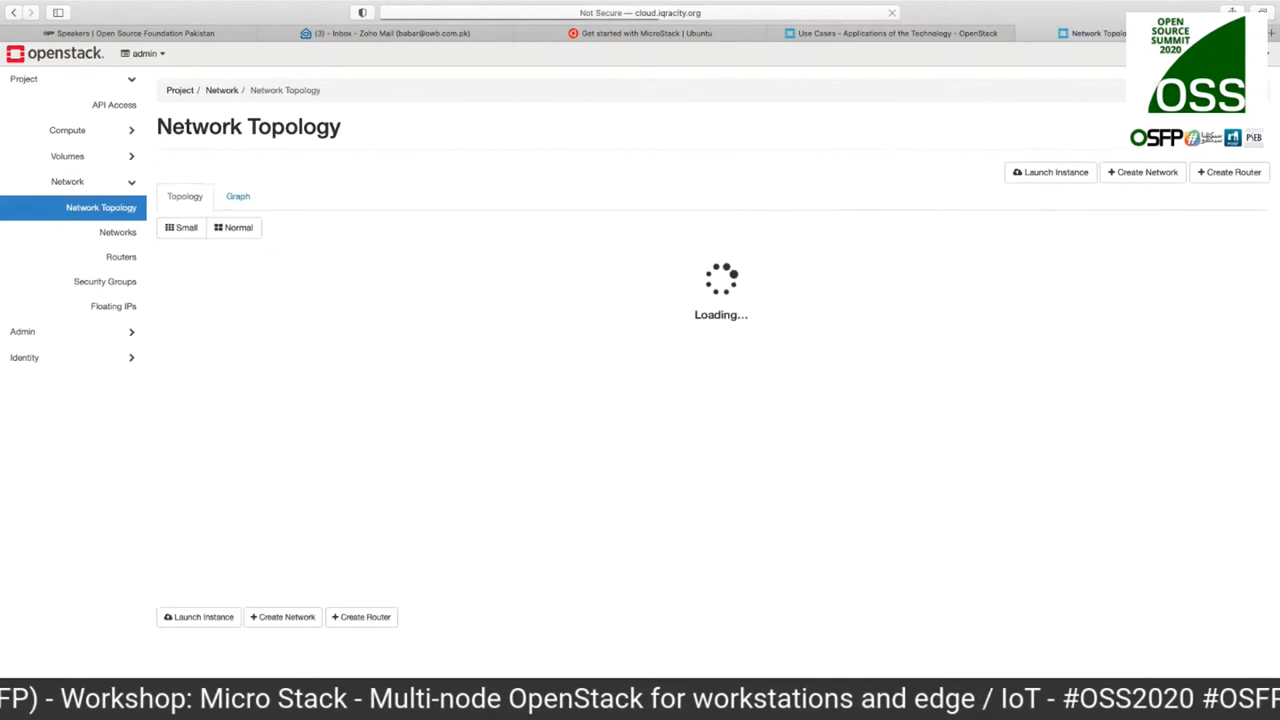 Not Secure — cloud.iqracity.org
Speakers | Open Source Foundation Pakistan
(3) - Inbox - Zoho Mail (babar@owb.com.pk)
Get started with MicroStack | Ubuntu
Use Cases - Applications of the Technology - OpenStack
Network Topolo
OPEN
SOURCE
SUMMIT
2020
OSS
OSFP
PSEB
openstack.
admin
Project
API Access
Compute
Volumes
Network
Network Topology
Networks
Routers
Security Groups
Floating IPs
Admin
Identity
Project / Network / Network Topology
Network Topology
Launch Instance
+ Create Network
+ Create Router
Topology
Graph
Small
Normal
Loading...
Launch Instance
+ Create Network
+ Create Router
FP) - Workshop: Micro Stack - Multi-node OpenStack for workstations and edge / IoT - #OSS2020 #OSFP